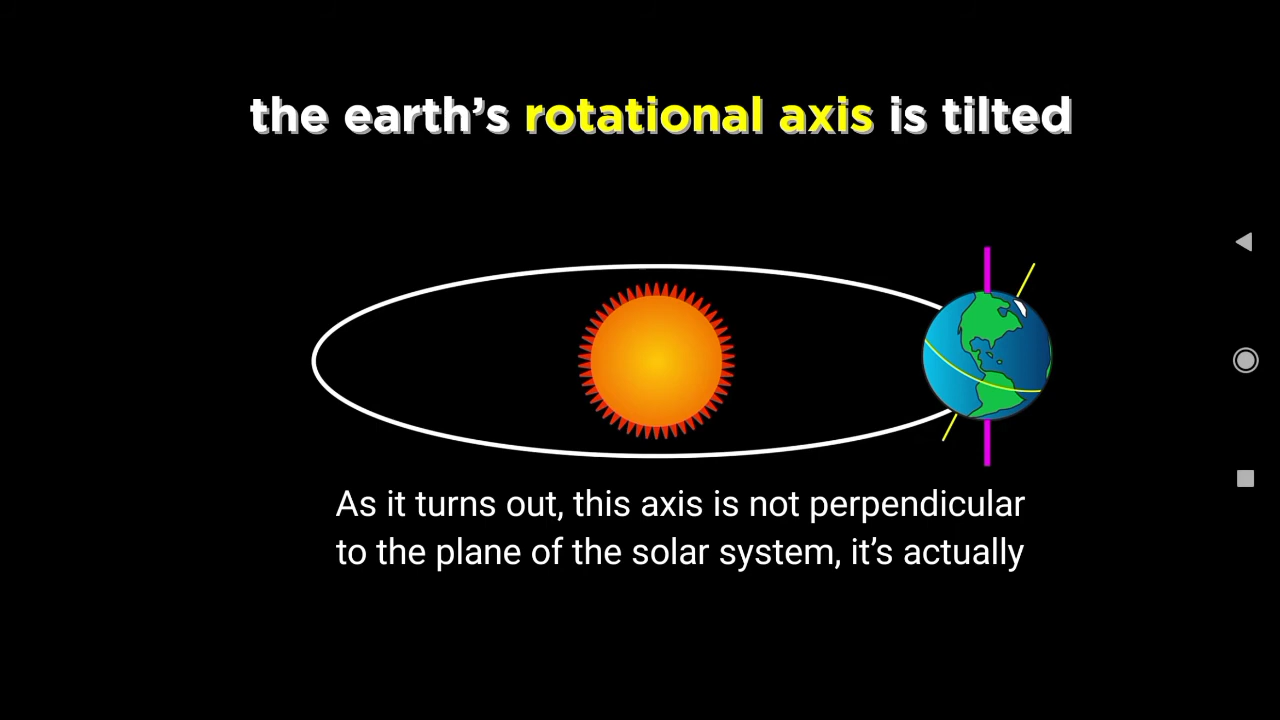 the earth's rotational axis is tilted
As it turns out, this axis is not perpendicular
to the plane of the solar system, it's actually